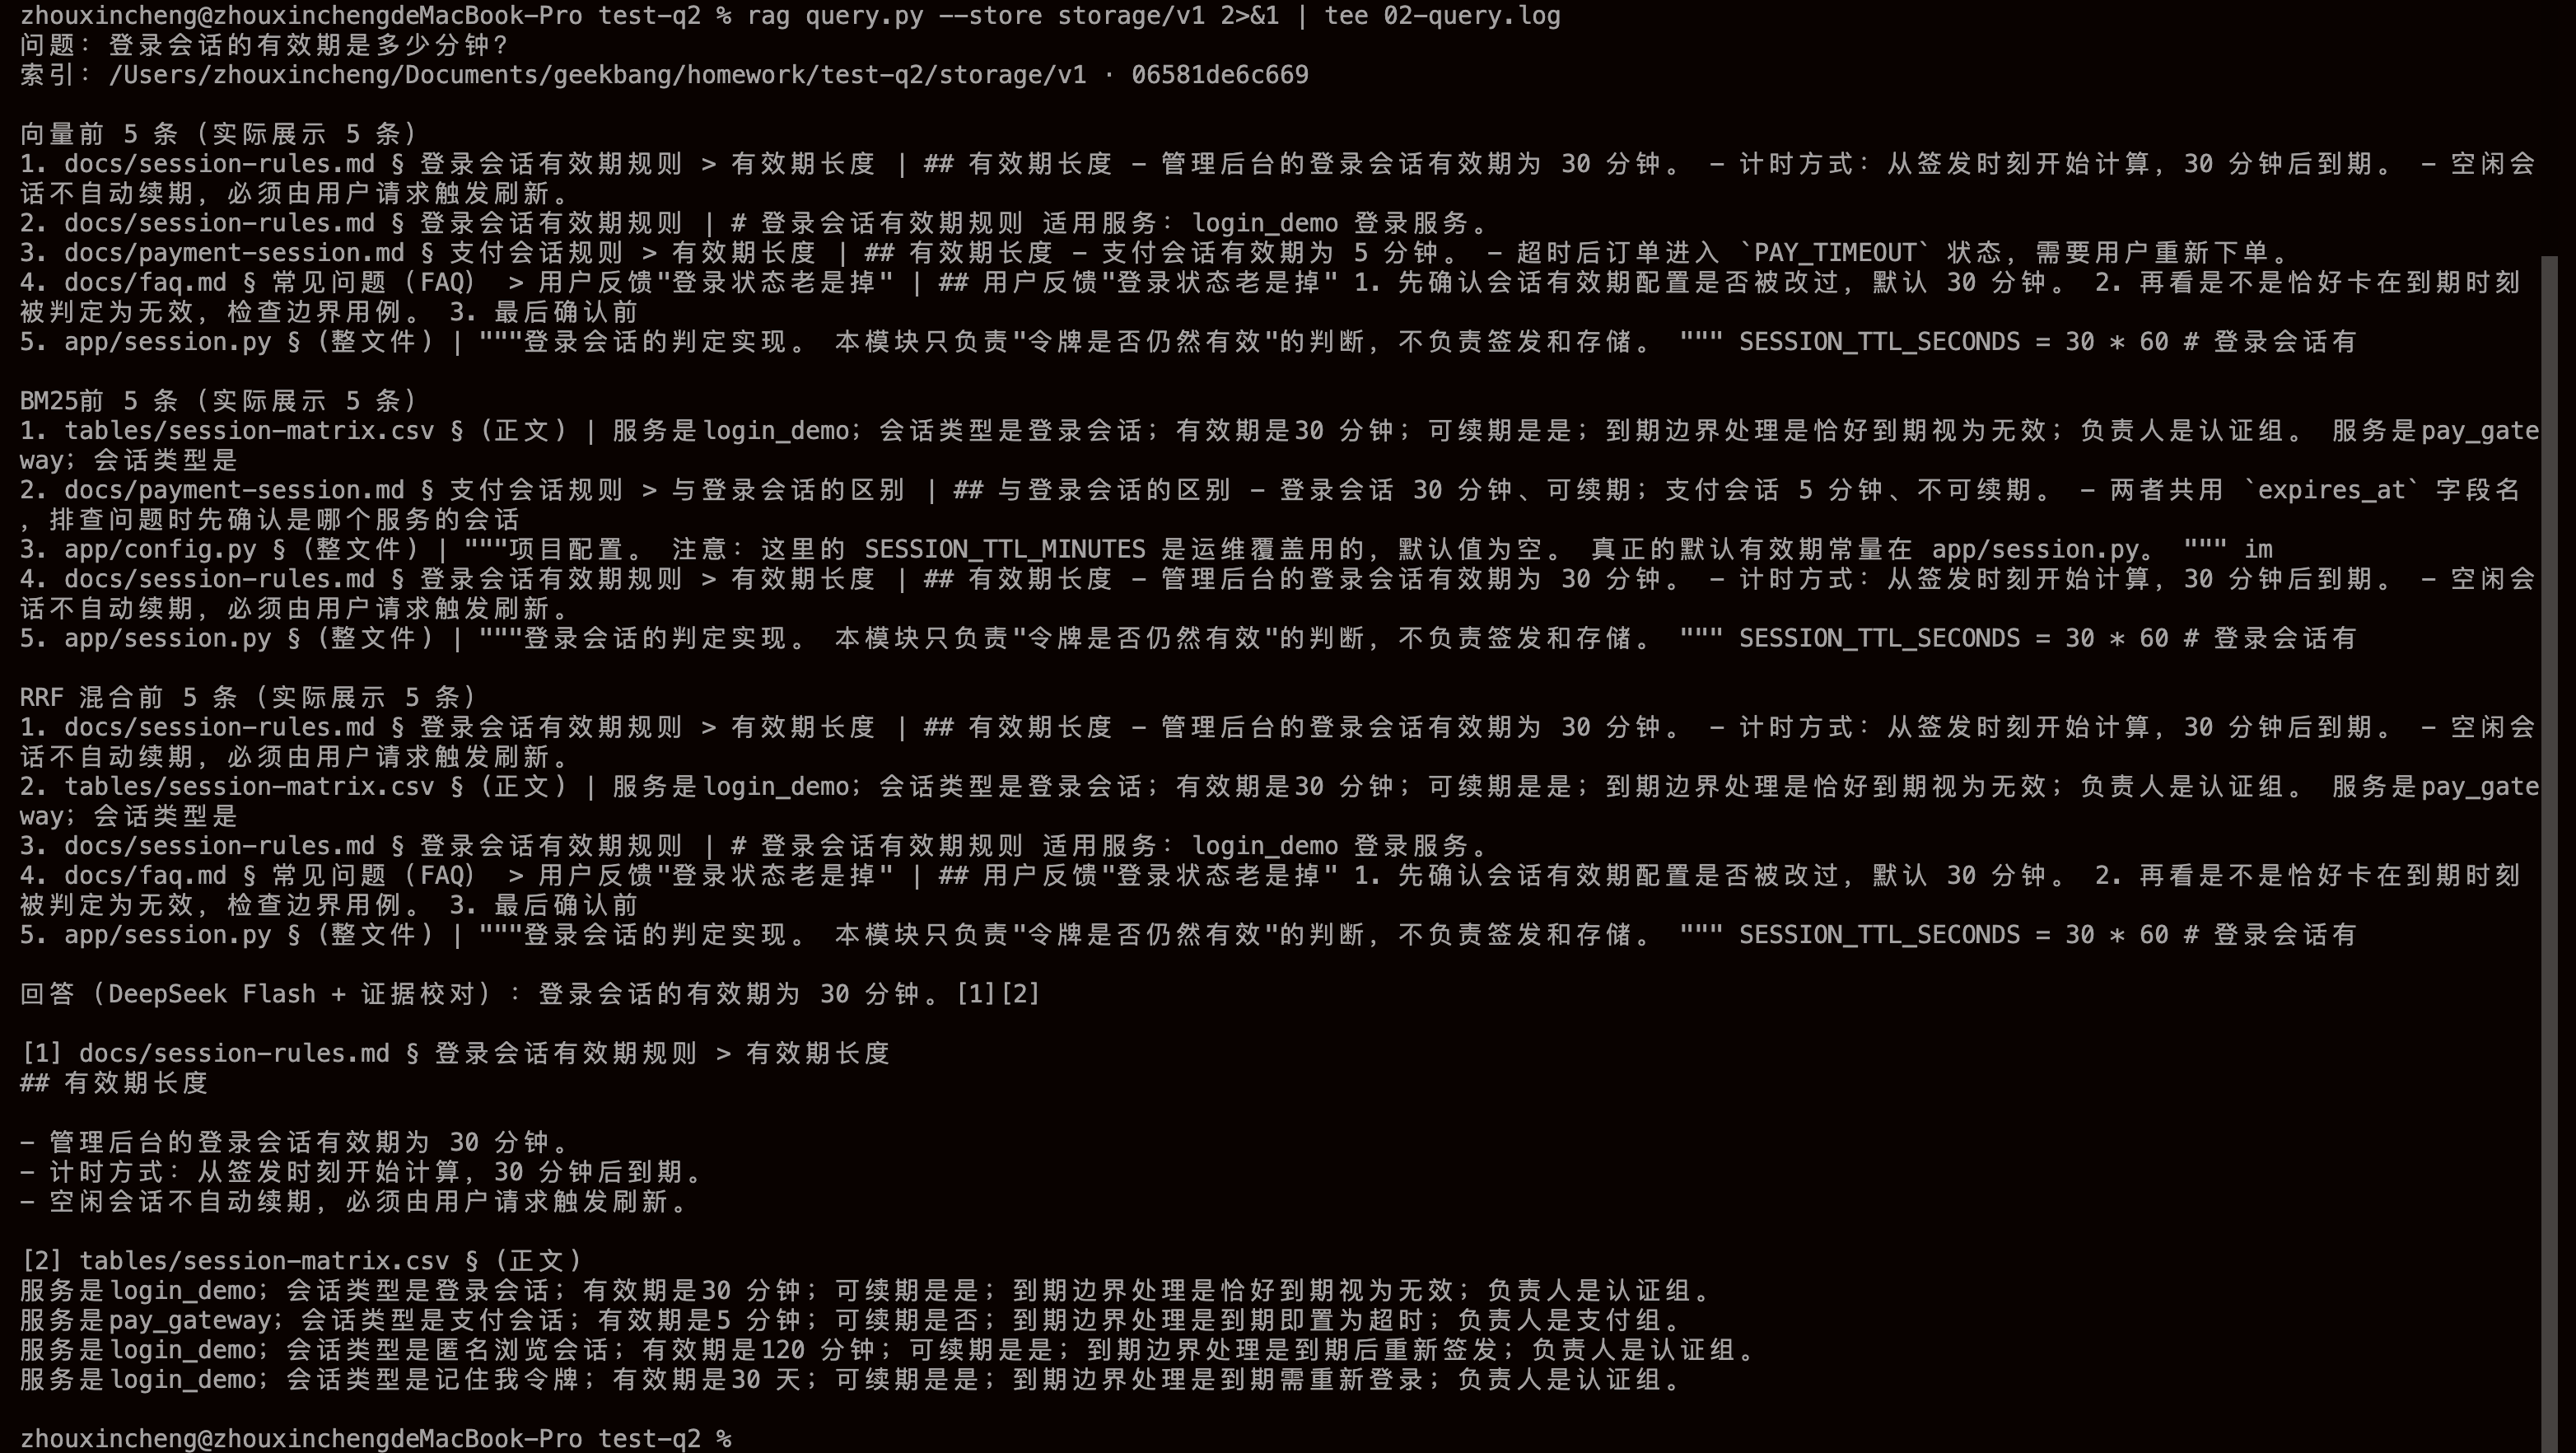 zhouxincheng@zhouxinchengdeMacBook-Pro test-q2 % rag query.py --store storage/v1 2>&1 | tee 02-query.log
问题: 登录会话的有效期是多少分钟?
索引: /Users/zhouxincheng/Documents/geekbang/homework/test-q2/storage/v1 · 06581de6c669
向量前 5 条 (实际展示 5 条)
1. docs/session-rules.md § 登录会话有效期规则 > 有效期长度 | ## 有效期长度 - 管理后台的登录会话有效期为 30 分钟。 - 计时方式: 从签发时刻开始计算, 30 分钟后到期。 - 空闲会
话不自动续期, 必须由用户请求触发刷新。
2. docs/session-rules.md § 登录会话有效期规则 | # 登录会话有效期规则 适用服务: login_demo 登录服务。
3. docs/payment-session.md § 支付会话规则 > 有效期长度 | ## 有效期长度 - 支付会话有效期为 5 分钟。 - 超时后订单进入 `PAY_TIMEOUT` 状态, 需要用户重新下单。
4. docs/faq.md § 常见问题 (FAQ) > 用户反馈"登录状态老是掉" | ## 用户反馈"登录状态老是掉" 1. 先确认会话有效期配置是否被改过, 默认 30 分钟。 2. 再看是不是恰好卡在到期时刻
被判定为无效, 检查边界用例。 3. 最后确认前
5. app/session.py § (整文件) | """登录会话的判定实现。 本模块只负责"令牌是否仍然有效"的判断, 不负责签发和存储。 """ SESSION_TTL_SECONDS = 30 * 60 # 登录会话有
BM25前 5 条 (实际展示 5 条)
1. tables/session-matrix.csv § (正文) | 服务是login_demo; 会话类型是登录会话; 有效期是30 分钟; 可续期是是; 到期边界处理是恰好到期视为无效; 负责人是认证组。 服务是pay_gate
way; 会话类型是
2. docs/payment-session.md § 支付会话规则 > 与登录会话的区别 | ## 与登录会话的区别 - 登录会话 30 分钟、可续期; 支付会话 5 分钟、不可续期。 - 两者共用 `expires_at` 字段名
, 排查问题时先确认是哪个服务的会话
3. app/config.py § (整文件) | """项目配置。 注意: 这里的 SESSION_TTL_MINUTES 是运维覆盖用的, 默认值为空。 真正的默认有效期常量在 app/session.py。 """ im
4. docs/session-rules.md § 登录会话有效期规则 > 有效期长度 | ## 有效期长度 - 管理后台的登录会话有效期为 30 分钟。 - 计时方式: 从签发时刻开始计算, 30 分钟后到期。 - 空闲会
话不自动续期, 必须由用户请求触发刷新。
5. app/session.py § (整文件) | """登录会话的判定实现。 本模块只负责"令牌是否仍然有效"的判断, 不负责签发和存储。 """ SESSION_TTL_SECONDS = 30 * 60 # 登录会话有
RRF 混合前 5 条 (实际展示 5 条)
1. docs/session-rules.md § 登录会话有效期规则 > 有效期长度 | ## 有效期长度 - 管理后台的登录会话有效期为 30 分钟。 - 计时方式: 从签发时刻开始计算, 30 分钟后到期。 - 空闲会
话不自动续期, 必须由用户请求触发刷新。
2. tables/session-matrix.csv § (正文) | 服务是login_demo; 会话类型是登录会话; 有效期是30 分钟; 可续期是是; 到期边界处理是恰好到期视为无效; 负责人是认证组。 服务是pay_gate
way; 会话类型是
3. docs/session-rules.md § 登录会话有效期规则 | # 登录会话有效期规则 适用服务: login_demo 登录服务。
4. docs/faq.md § 常见问题 (FAQ) > 用户反馈"登录状态老是掉" | ## 用户反馈"登录状态老是掉" 1. 先确认会话有效期配置是否被改过, 默认 30 分钟。 2. 再看是不是恰好卡在到期时刻
被判定为无效, 检查边界用例。 3. 最后确认前
5. app/session.py § (整文件) | """登录会话的判定实现。 本模块只负责"令牌是否仍然有效"的判断, 不负责签发和存储。 """ SESSION_TTL_SECONDS = 30 * 60 # 登录会话有
回答 (DeepSeek Flash + 证据校对) : 登录会话的有效期为 30 分钟。[1][2]
[1] docs/session-rules.md § 登录会话有效期规则 > 有效期长度
## 有效期长度
- 管理后台的登录会话有效期为 30 分钟。
- 计时方式: 从签发时刻开始计算, 30 分钟后到期。
- 空闲会话不自动续期, 必须由用户请求触发刷新。
[2] tables/session-matrix.csv § (正文)
服务是login_demo; 会话类型是登录会话; 有效期是30 分钟; 可续期是是; 到期边界处理是恰好到期视为无效; 负责人是认证组。
服务是pay_gateway; 会话类型是支付会话; 有效期是5 分钟; 可续期是否; 到期边界处理是到期即置为超时; 负责人是支付组。
服务是login_demo; 会话类型是匿名浏览会话; 有效期是120 分钟; 可续期是是; 到期边界处理是到期后重新签发; 负责人是认证组。
服务是login_demo; 会话类型是记住我令牌; 有效期是30 天; 可续期是是; 到期边界处理是到期需重新登录; 负责人是认证组。
zhouxincheng@zhouxinchengdeMacBook-Pro test-q2 %